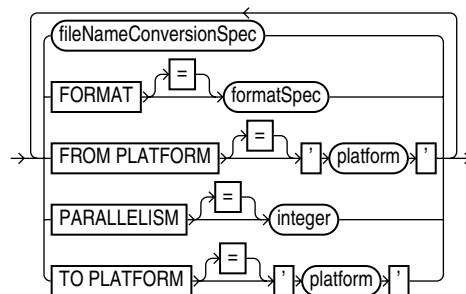 fileNameConversionSpec
FORMAT = formatSpec
FROM PLATFORM = ' platform '
PARALLELISM = integer
TO PLATFORM = ' platform '